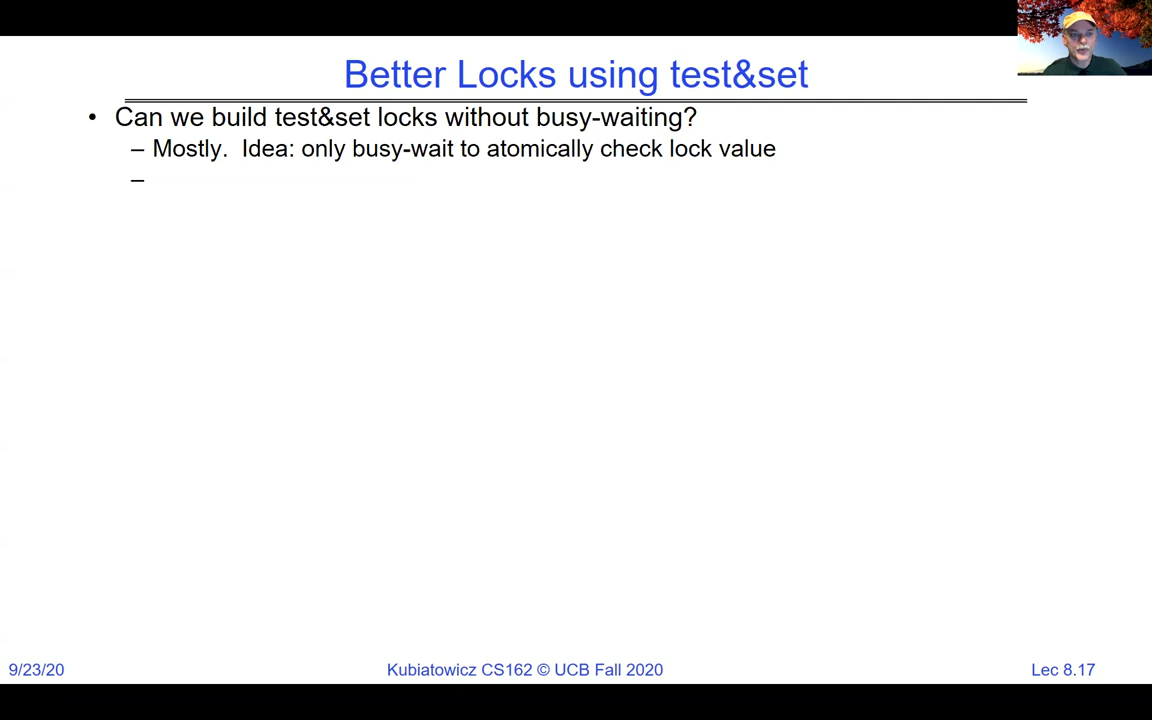 Better Locks using test&set
• Can we build test&set locks without busy-waiting?
– Mostly. Idea: only busy-wait to atomically check lock value
–
9/23/20
Kubiatowicz CS162 © UCB Fall 2020
Lec 8.17